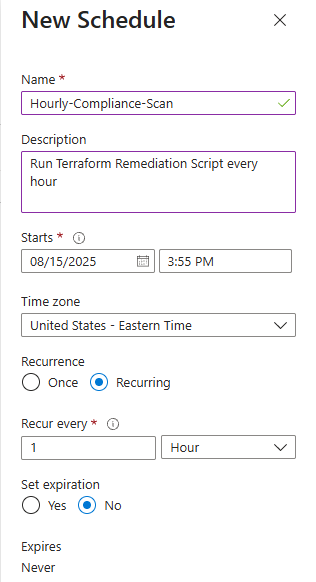 New Schedule
Name *
Hourly-Compliance-Scan
Description
Run Terraform Remediation Script every
hour
Starts *
08/15/2025 3:55 PM
Time zone
United States - Eastern Time
Recurrence
Once Recurring
Recur every *
1 Hour
Set expiration
Yes No
Expires
Never